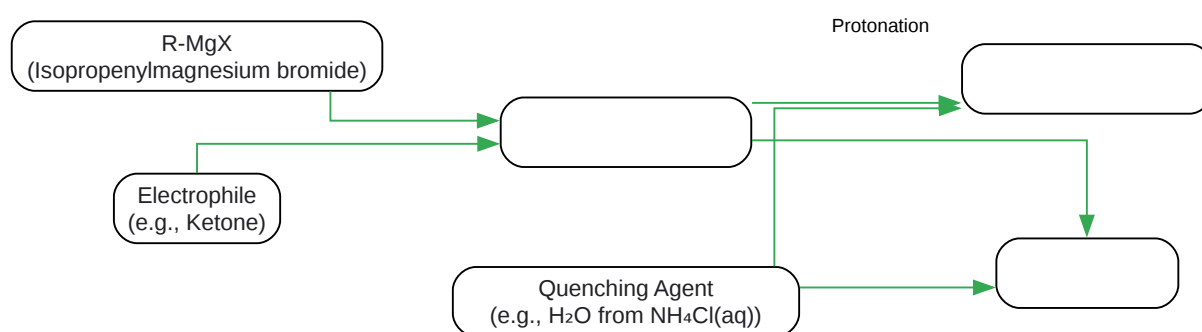 Protonation
R-MgX
(Isopropenylmagnesium bromide)
Electrophile
(e.g., Ketone)
Quenching Agent
(e.g., H₂O from NH₄Cl(aq))